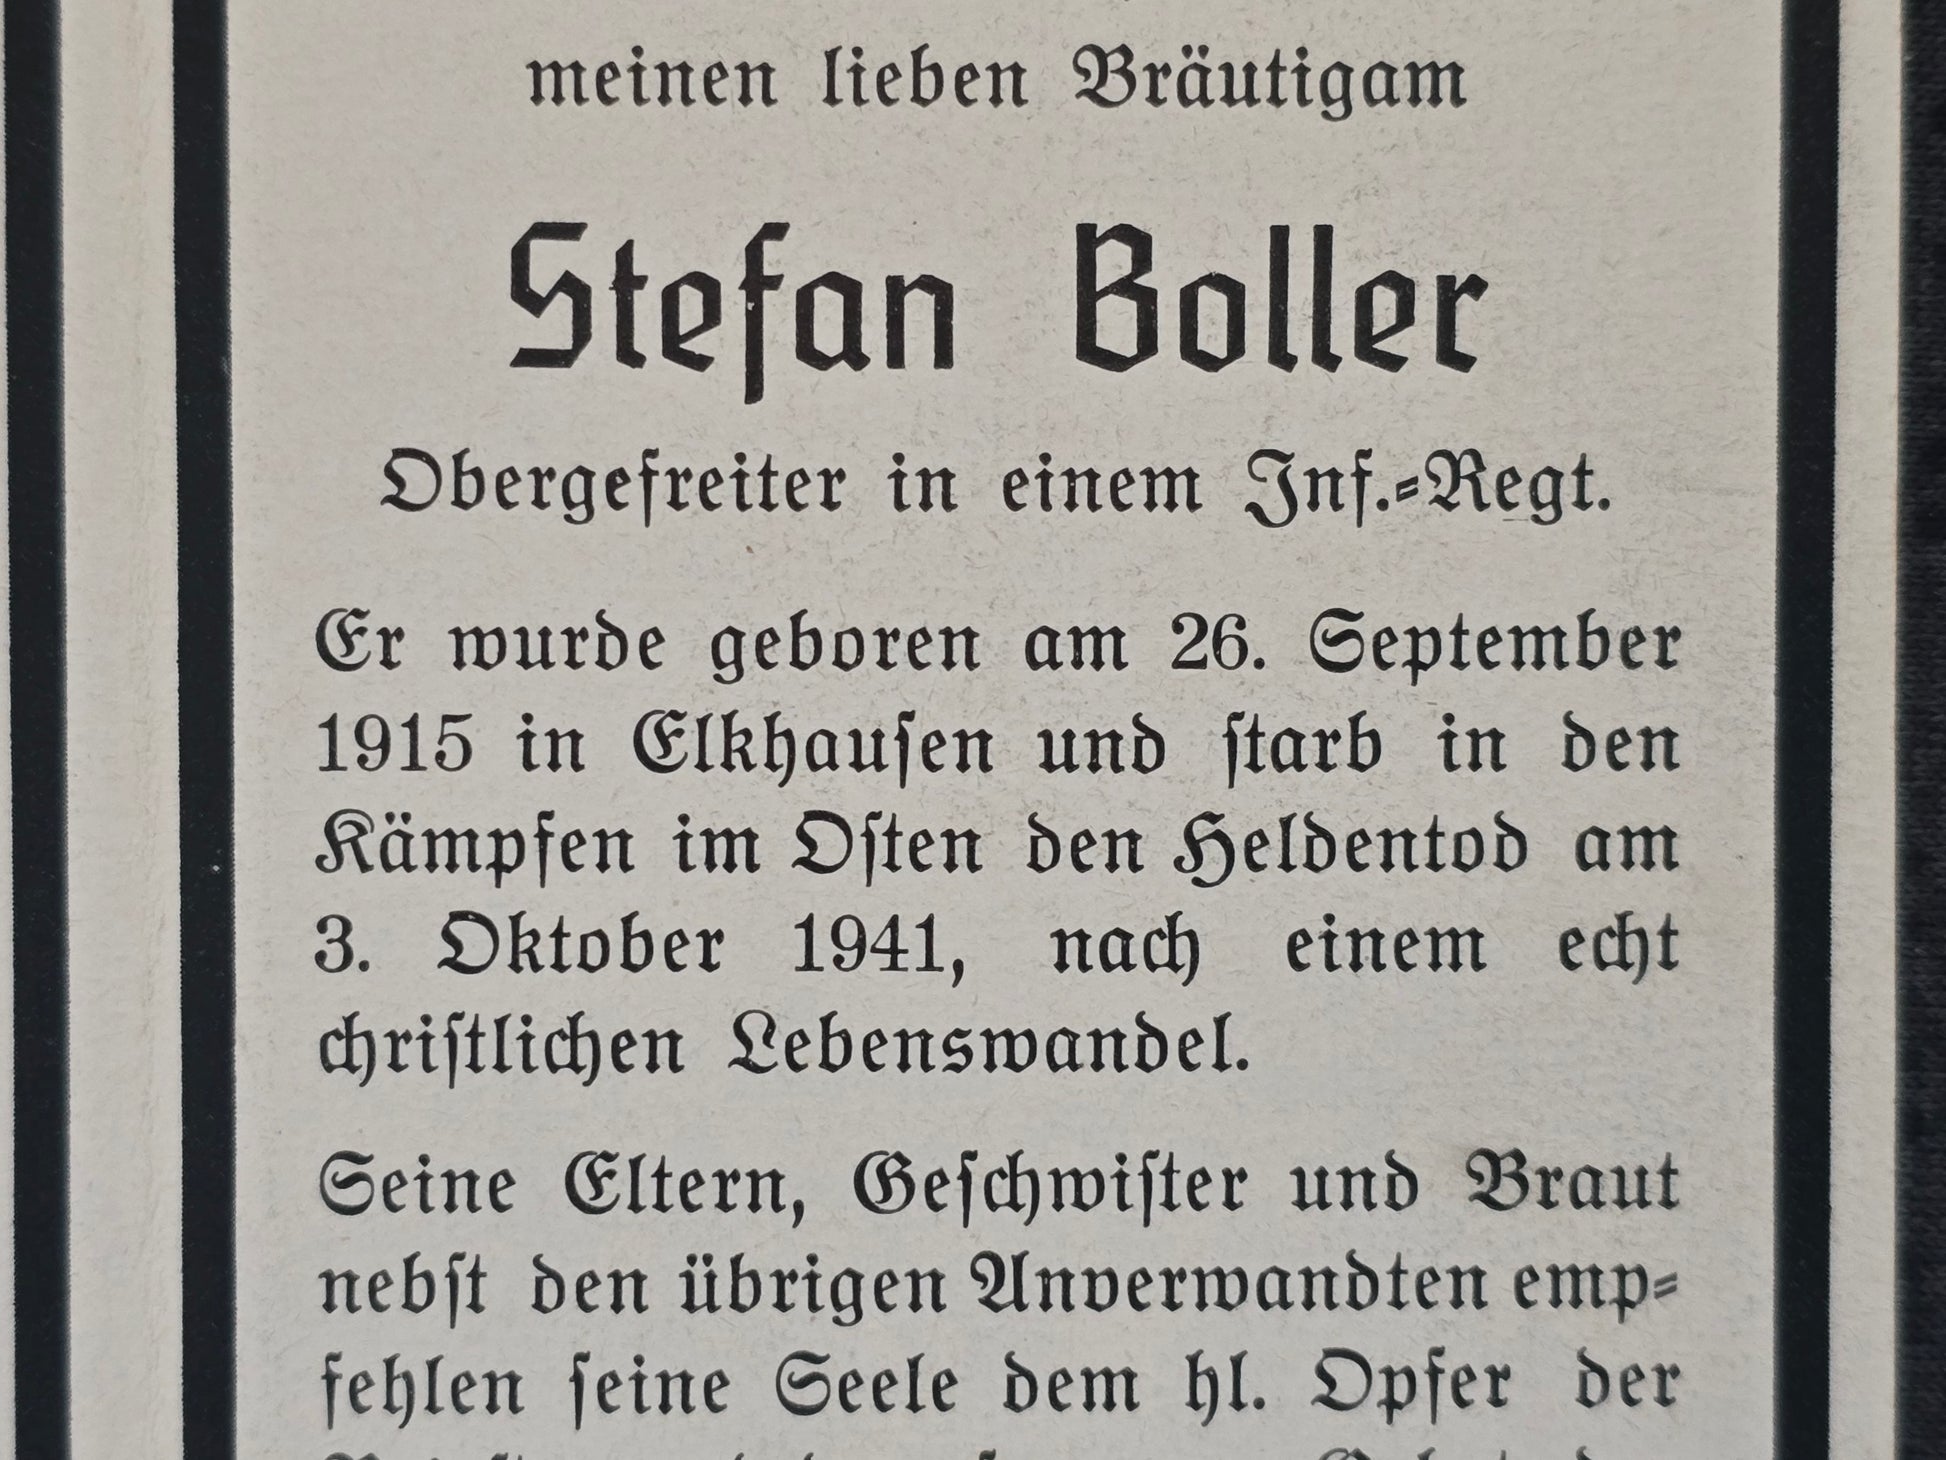 meinen lieben Bräutigam
Stefan Boller
Obergefreiter in einem Inf.=Regt.
Er wurde geboren am 26. September
1915 in Elkhauſen und ſtarb in den
Kämpfen im Oſten den Heldentod am
3. Oktober 1941, nach einem echt
chriſtlichen Lebenswandel.
Seine Eltern, Geſchwiſter und Braut
nebſt den übrigen Anverwandten emp=
fehlen ſeine Seele dem hl. Opfer der